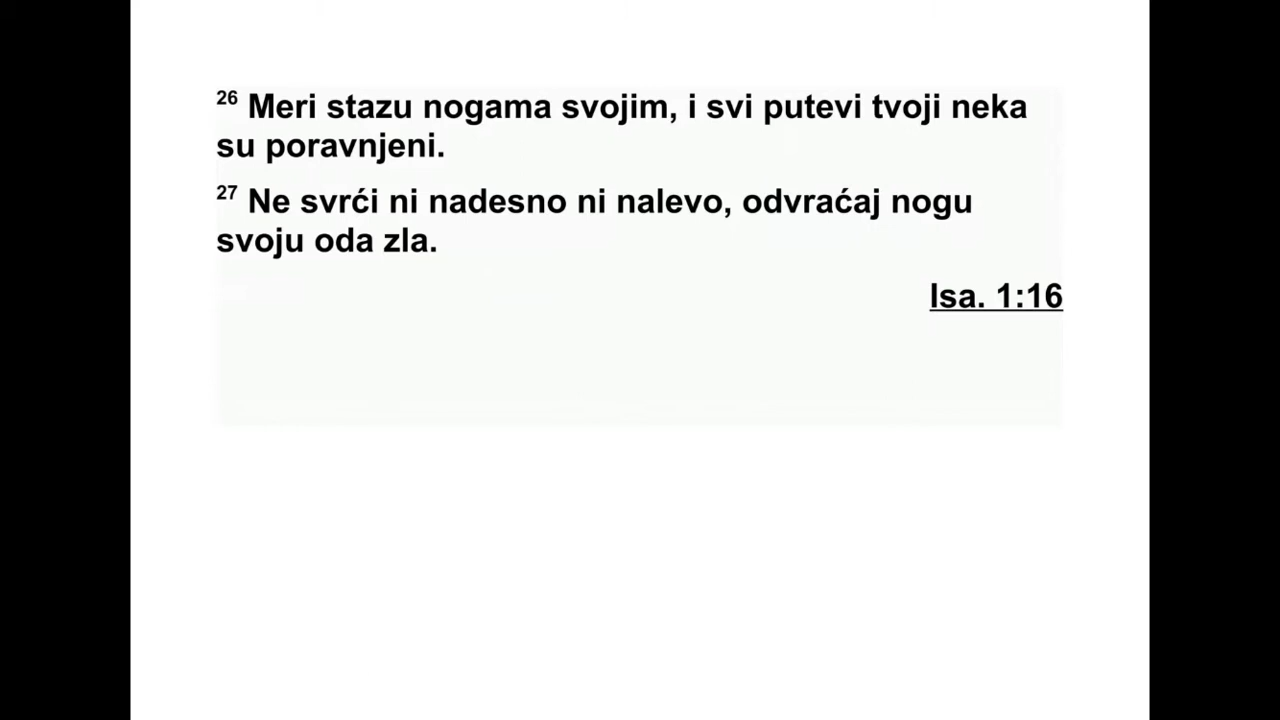 26 Meri stazu nogama svojim, i svi putevi tvoji neka
su poravnjeni.
27 Ne svrći ni nadesno ni nalevo, odvraćaj nogu
svoju oda zla.
Isa. 1:16